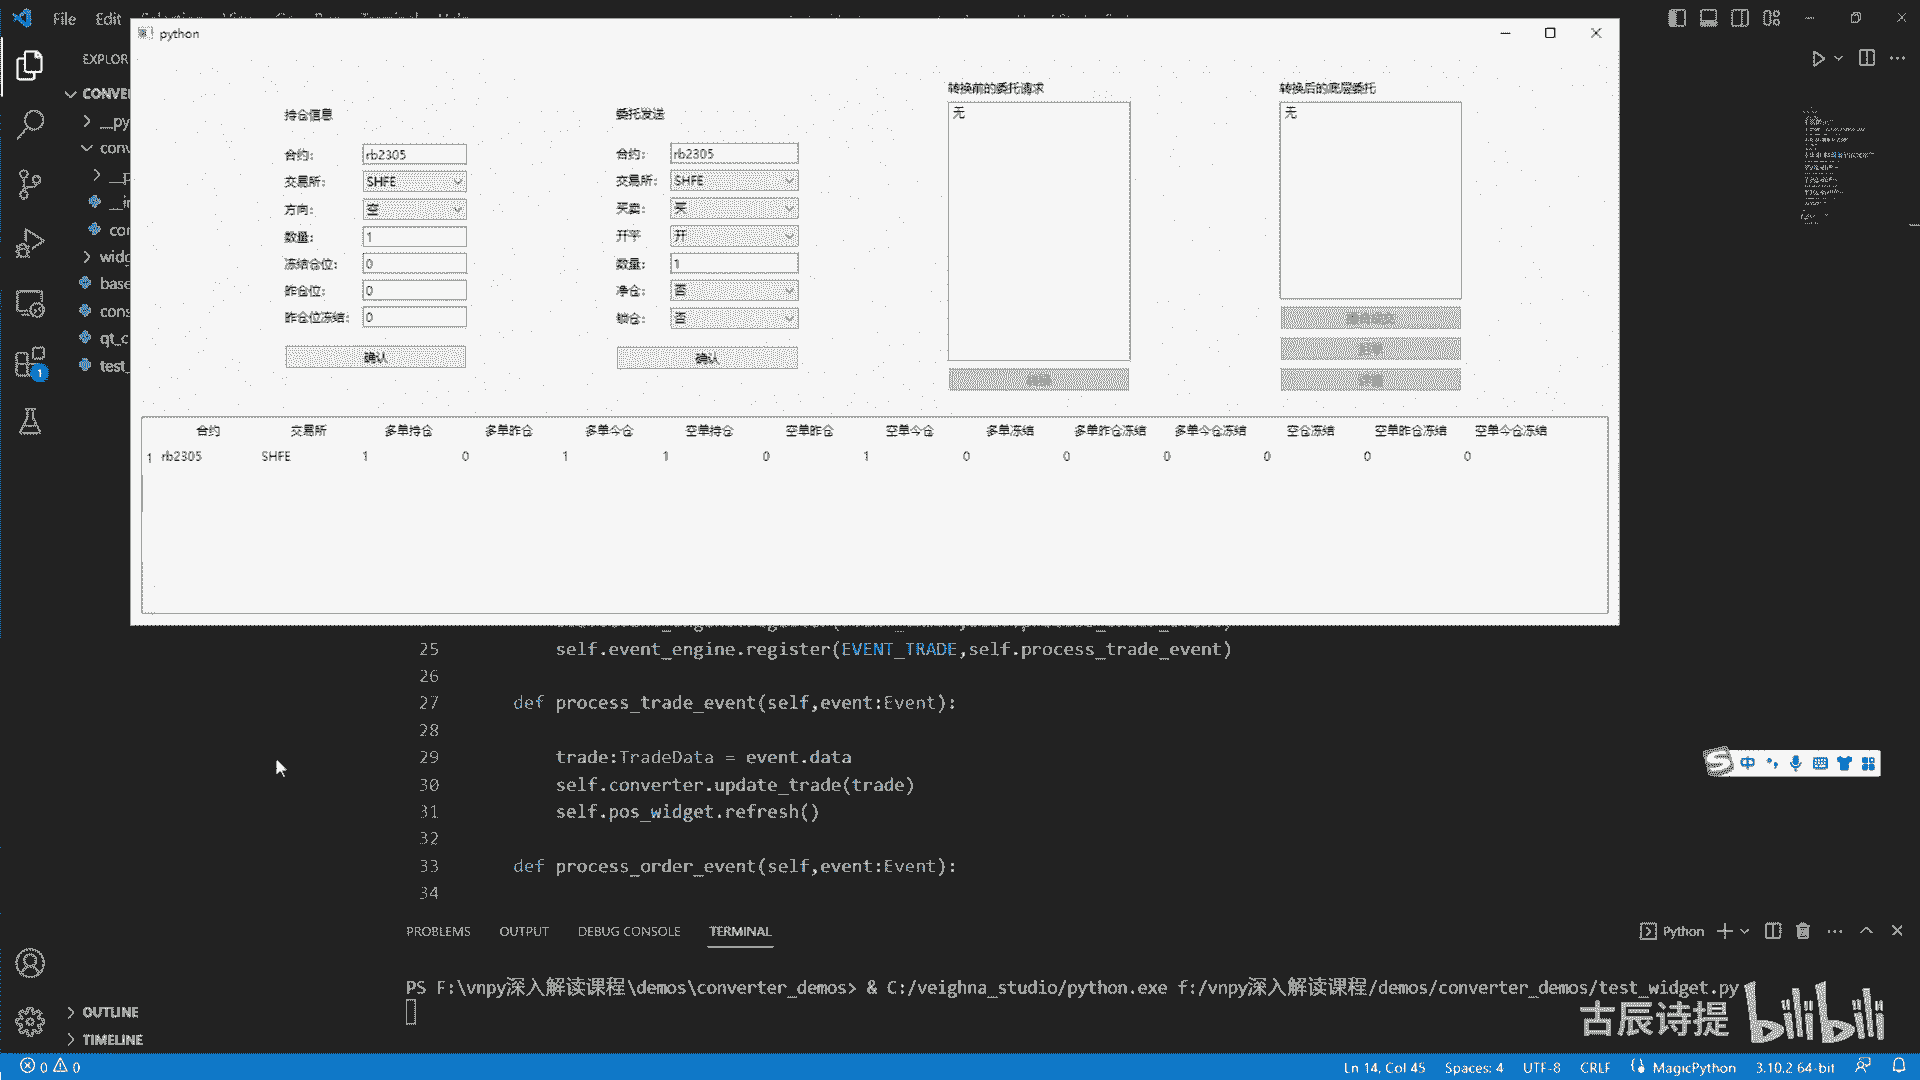 File Edit
python
EXPLOR
持仓信息
合约: rb2305
交易所: SHFE
方向: 空
数量: 1
冻结仓位: 0
昨仓位: 0
昨仓位冻结: 0
确认
委托发送
合约: rb2305
交易所: SHFE
买卖: 买
开平 开
数量: 1
净仓: 否
锁仓: 否
确认
转换前的委托请求
无
转换后的底层委托
无
合约 交易所 多单持仓 多单昨仓 多单今仓 空单持仓 空单昨仓 空单今仓 多单冻结 多单昨仓冻结 多单今仓冻结 空仓冻结 空单昨仓冻结 空单今仓冻结
1 rb2305 SHFE 1 0 1 1 0 1 0 0 0 0 0 0
CONVE
__py
conv
__p
__in
con
widg
base
cons
qt_c
test_
1
25 self.event_engine.register(EVENT_TRADE,self.process_trade_event)
26
27 def process_trade_event(self,event:Event):
28
29 trade:TradeData = event.data
30 self.converter.update_trade(trade)
31 self.pos_widget.refresh()
32
33 def process_order_event(self,event:Event):
34
中
PROBLEMS OUTPUT DEBUG CONSOLE TERMINAL
Python
PS F:\vnpy深入解读课程\demos\converter_demos> & C:/veighna_studio/python.exe f:/vnpy深入解读课程/demos/converter_demos/test_widget.py
OUTLINE
TIMELINE
古辰诗提 bilibili
0 0
Ln 14, Col 45 Spaces: 4 UTF-8 CRLF MagicPython 3.10.2 64-bit